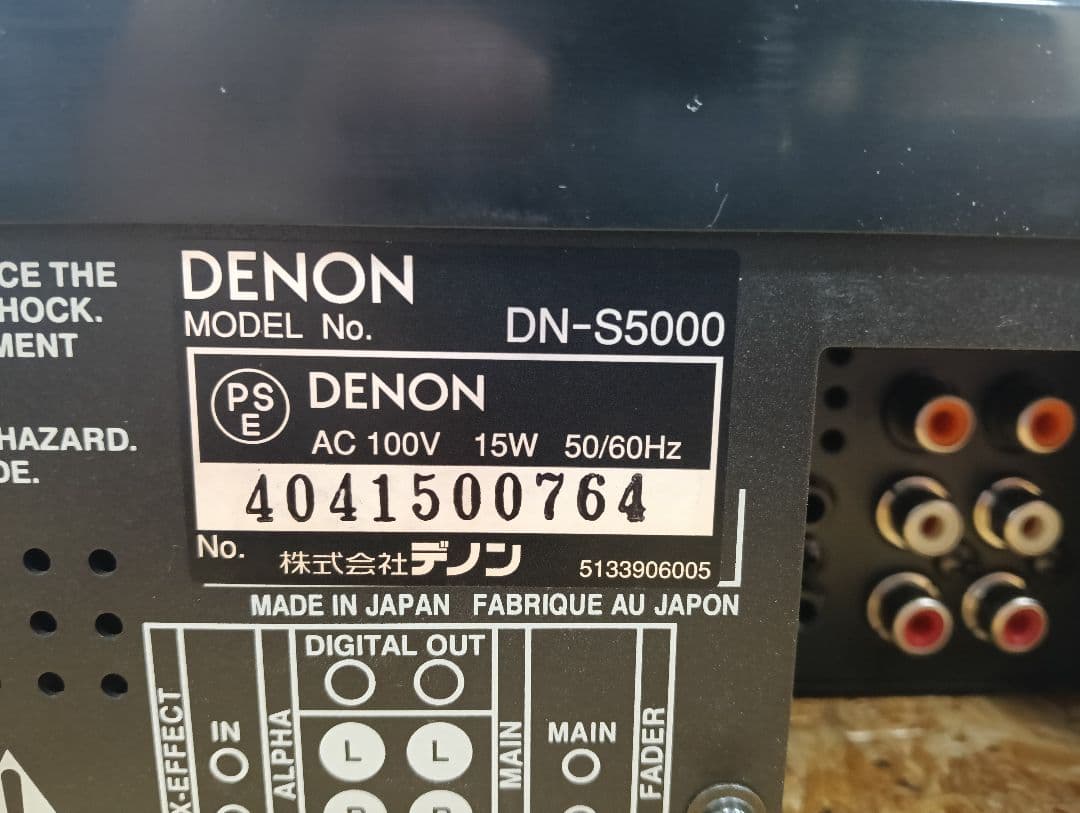 CE THE
HOCK.
MENT
HAZARD.
DE.
DENON
MODEL No. DN-S5000
PSE DENON
AC 100V 15W 50/60Hz
4041500764
No. 株式会社デノン 5133906005
MADE IN JAPAN FABRIQUE AU JAPON
X-EFFECT
IN
ALPHA
DIGITAL OUT
L L
MAIN
MAIN
FADER